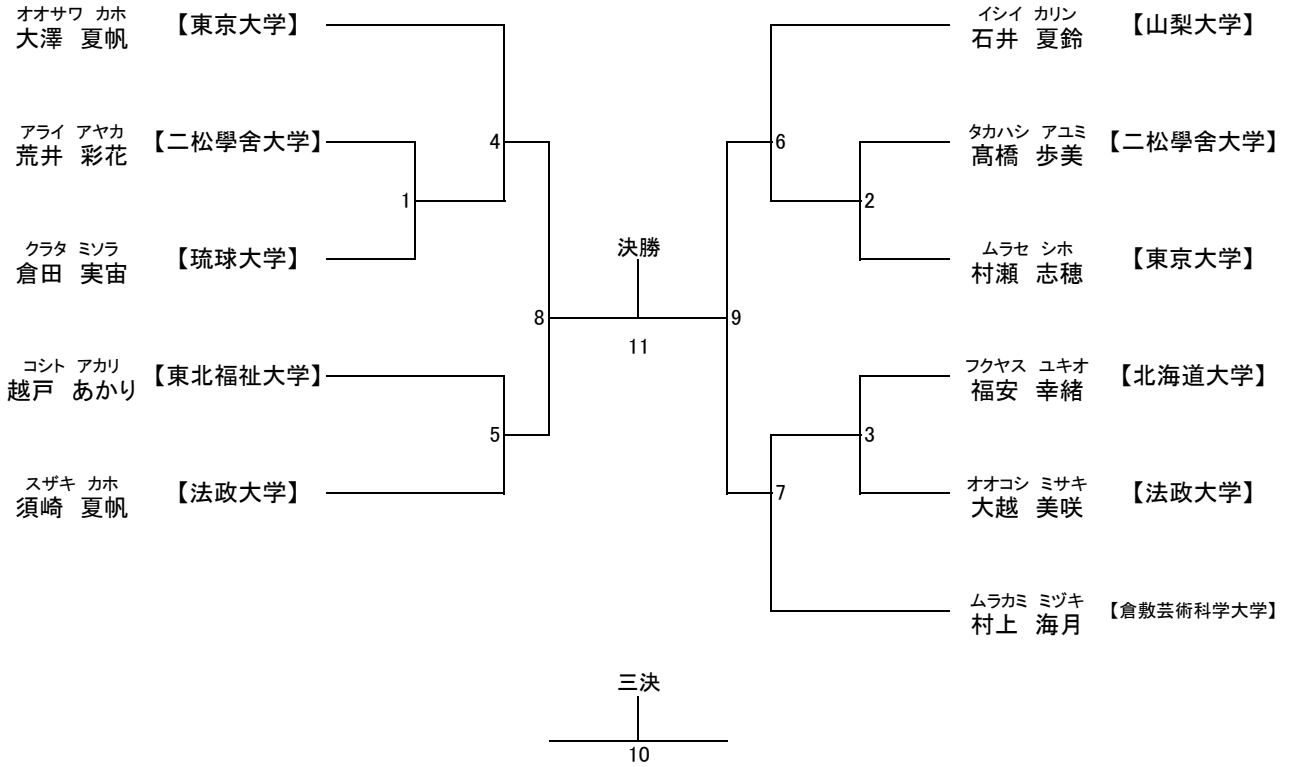 オオサワ カホ
大澤 夏帆 【東京大学】
アライ アヤカ
荒井 彩花 【二松學舍大学】
クラタ ミソラ
倉田 実宙 【琉球大学】
コシト アカリ
越戸 あかり 【東北福祉大学】
スザキ カホ
須崎 夏帆 【法政大学】
1
4
5
8
決勝
11
9
6
2
3
7
イシイ カリン
石井 夏鈴 【山梨大学】
タカハシ アユミ
髙橋 歩美 【二松學舍大学】
ムラセ シホ
村瀬 志穂 【東京大学】
フクヤス ユキオ
福安 幸緒 【北海道大学】
オオコシ ミサキ
大越 美咲 【法政大学】
ムラカミ ミヅキ
村上 海月 【倉敷芸術科学大学】
三決
10